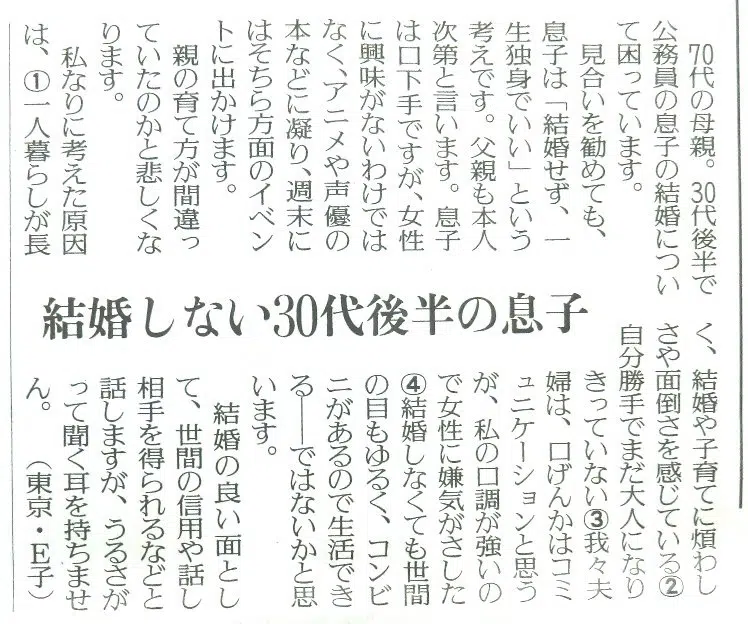 結婚しない30代後半の息子
70代の母親。30代後半で
公務員の息子の結婚につい
て困っています。
見合いを勧めても、
息子は「結婚せず、一
生独身でいい」という
考えです。父親も本人
次第と言います。息子
は口下手ですが、女性
に興味がないわけでは
なく、アニメや声優の
本などに凝り、週末に
はそちら方面のイベン
トに出かけます。
親の育て方が間違っ
ていたのかと悲しくな
ります。
私なりに考えた原因
は、①一人暮らしが長
く、結婚や子育てに煩わし
さや面倒さを感じている②
自分勝手でまだ大人になり
きっていない③我々夫
婦は、口げんかはコミ
ュニケーションと思う
が、私の口調が強いの
で女性に嫌気がさした
④結婚しなくても世間
の目もゆるく、コンビ
ニがあるので生活でき
る──ではないかと思
います。
結婚の良い面とし
て、世間の信用や話し
相手を得られるなどと
話しますが、うるさが
って聞く耳を持ちませ
ん。　（東京・E子）